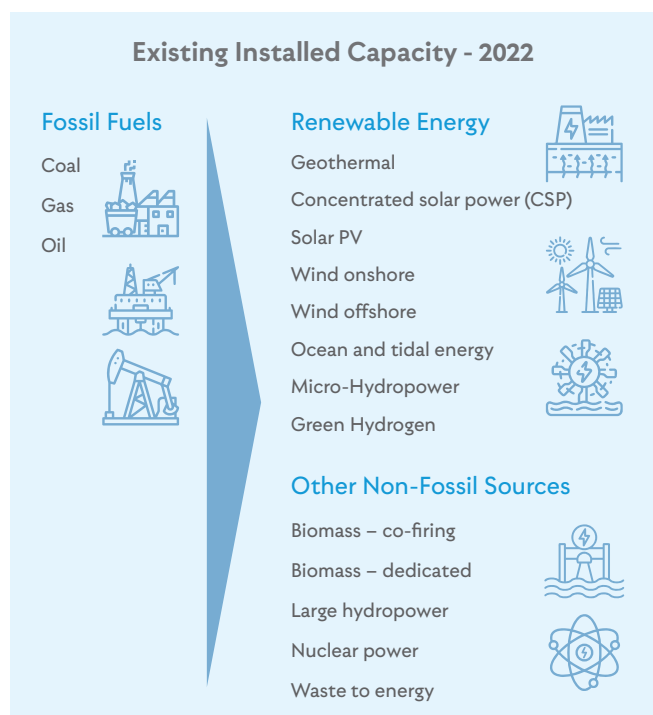 Existing Installed Capacity - 2022
Fossil Fuels
Coal
Gas
Oil
Renewable Energy
Geothermal
Concentrated solar power (CSP)
Solar PV
Wind onshore
Wind offshore
Ocean and tidal energy
Micro-Hydropower
Green Hydrogen
Other Non-Fossil Sources
Biomass – co-firing
Biomass – dedicated
Large hydropower
Nuclear power
Waste to energy